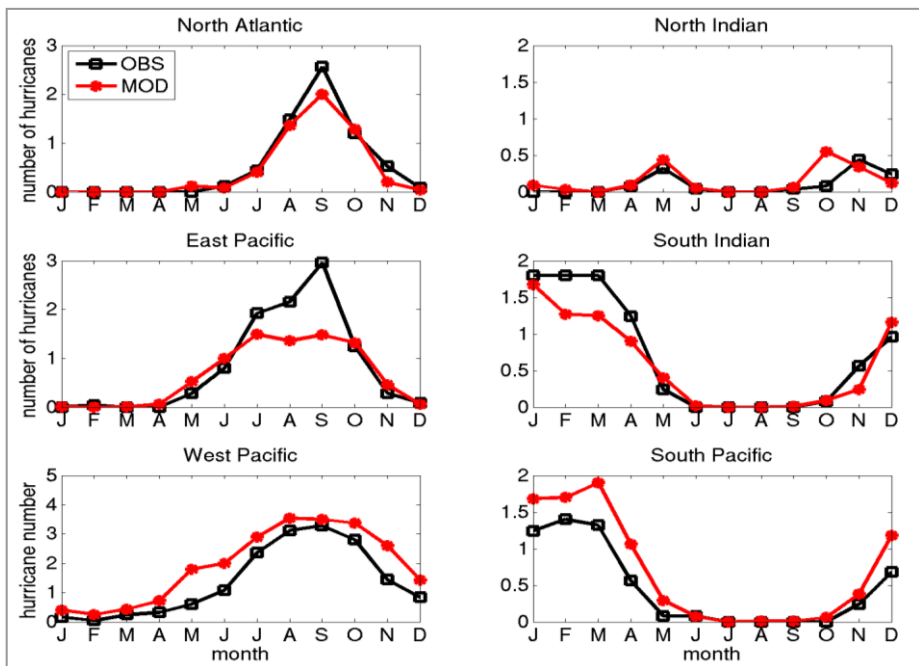 North Atlantic
number of hurricanes
3
2
1
0
OBS
MOD
J F M A M J J A S O N D
North Indian
2
1.5
1
0.5
0
J F M A M J J A S O N D
East Pacific
number of hurricanes
3
2
1
0
J F M A M J J A S O N D
South Indian
2
1.5
1
0.5
0
J F M A M J J A S O N D
West Pacific
hurricane number
5
4
3
2
1
0
J F M A M J J A S O N D
month
South Pacific
2
1.5
1
0.5
0
J F M A M J J A S O N D
month